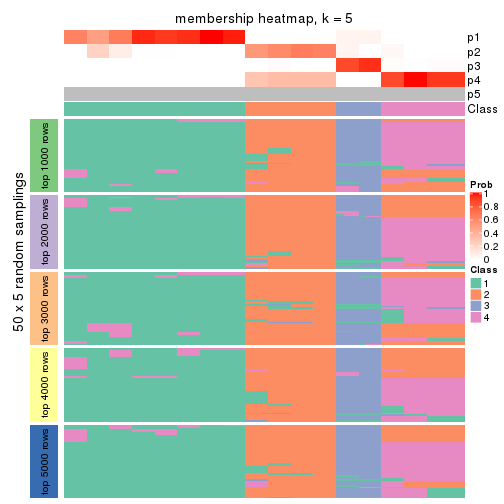 membership heatmap, k = 5
p1
p2
p3
p4
p5
Class
50 x 5 random samplings
top 1000 rows
top 2000 rows
top 3000 rows
top 4000 rows
top 5000 rows
Prob
1
0.8
0.6
0.4
0.2
0
Class
1
2
3
4